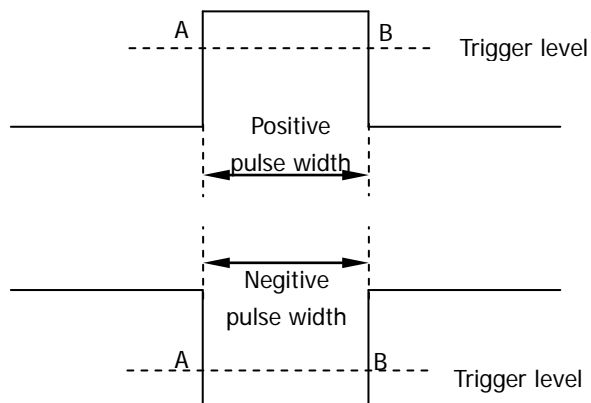 A
B
Trigger level
Positive
pulse width
Negitive
pulse width
A
B
Trigger level